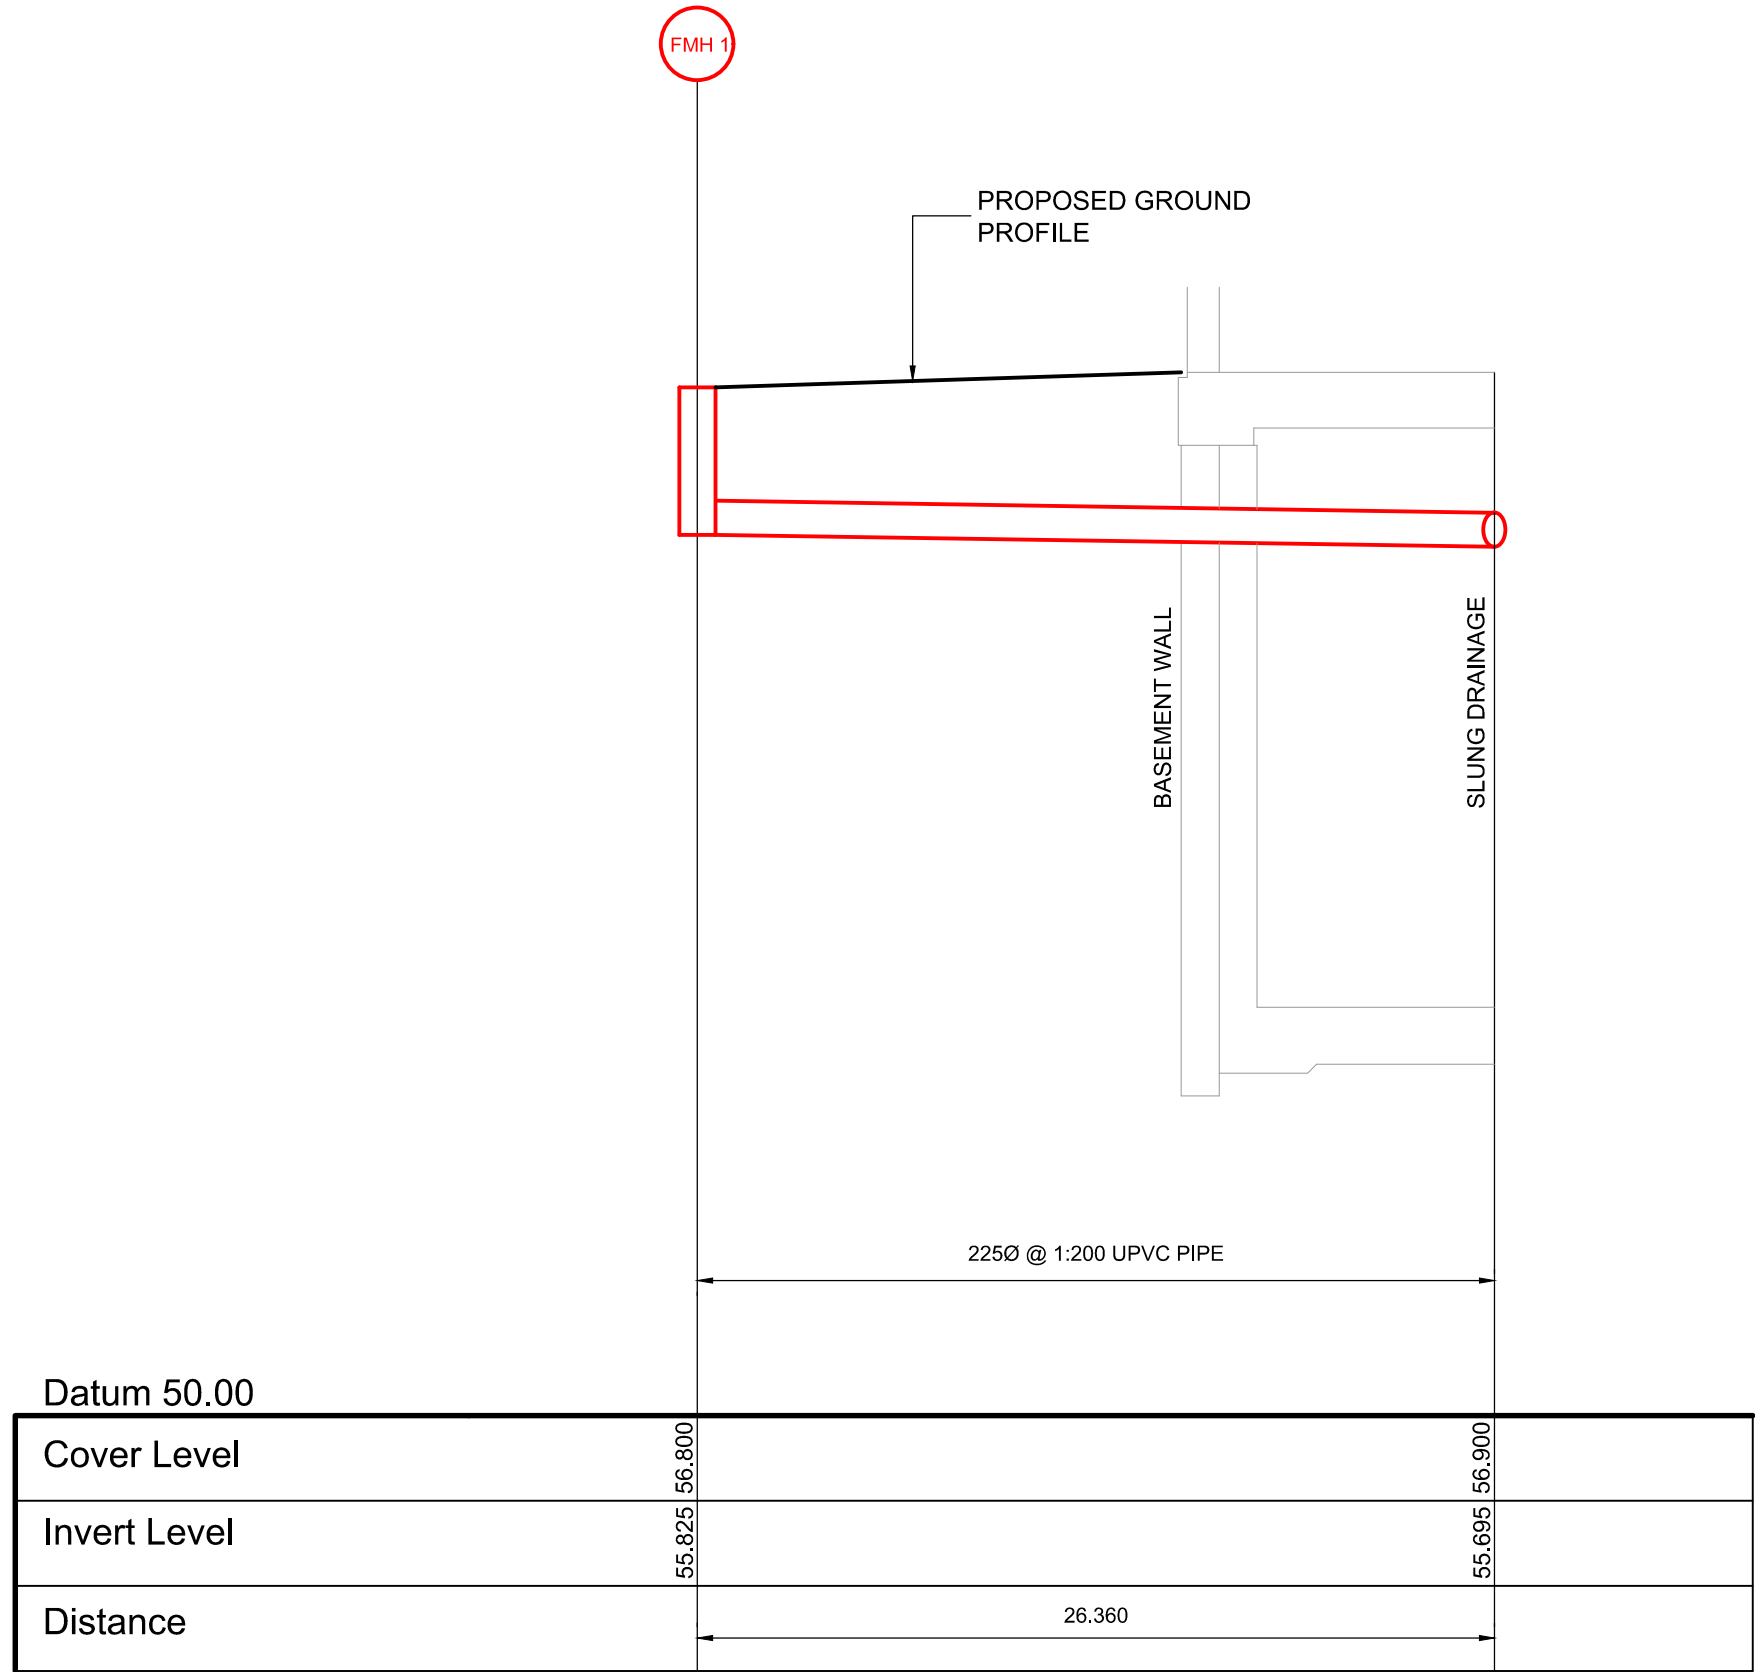 FMH 1
PROPOSED GROUND
PROFILE
BASEMENT WALL
SLUNG DRAINAGE
225Ø @ 1:200 UPVC PIPE
Datum 50.00
Cover Level 56.800 56.900
Invert Level 55.825 55.695
Distance 26.360